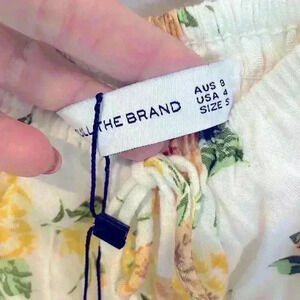 THE BRAND
AUS 8
USA 4
SIZE S